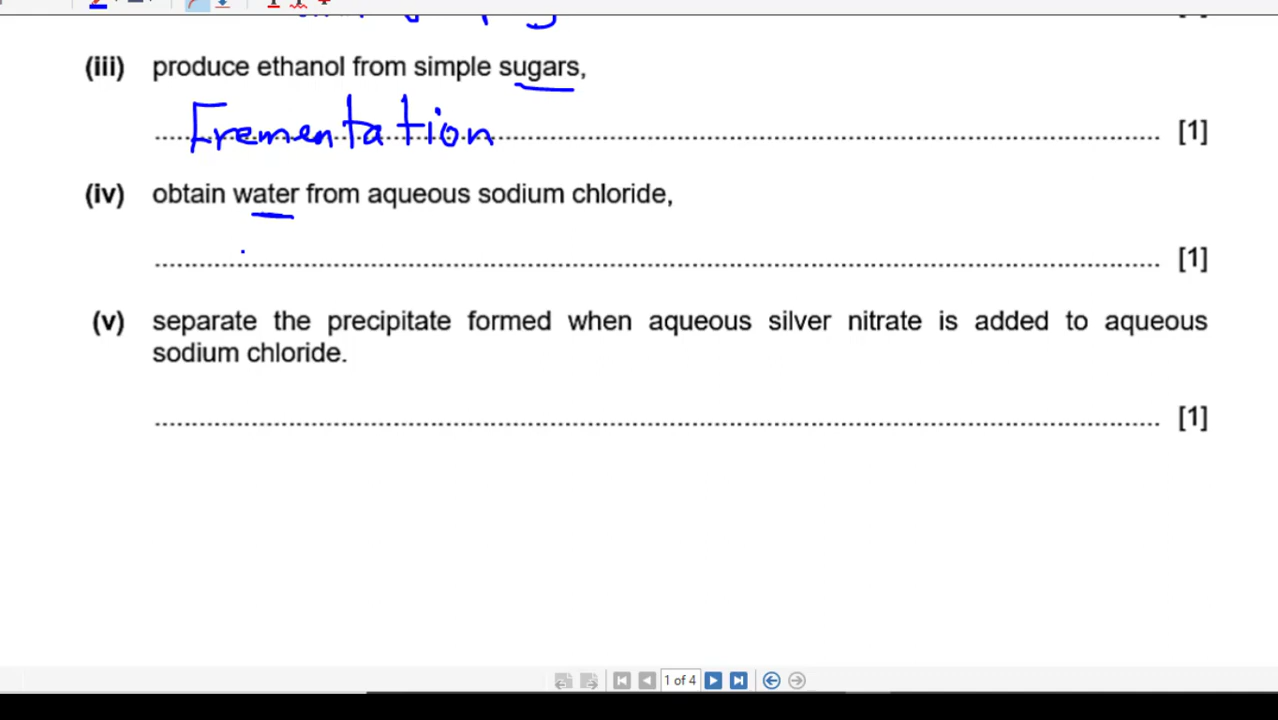 (iii) produce ethanol from simple sugars,
Frementation
[1]
(iv) obtain water from aqueous sodium chloride,
[1]
(v) separate the precipitate formed when aqueous silver nitrate is added to aqueous
sodium chloride.
[1]
1 of 4